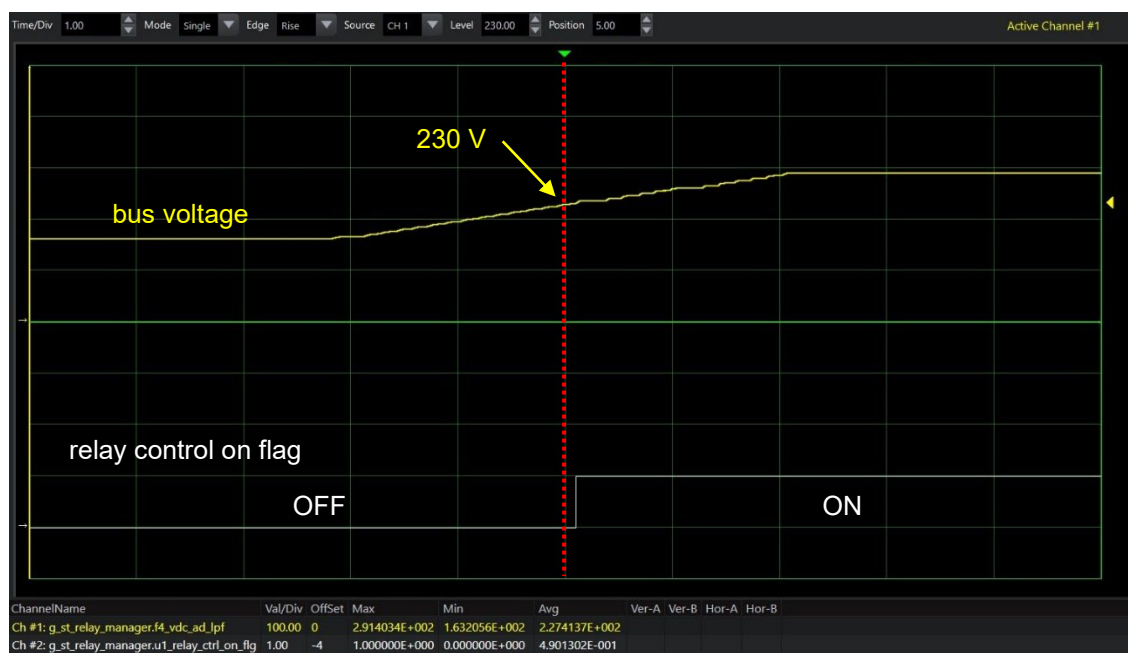 Time/Div 1.00 Mode Single Edge Rise Source CH 1 Level 230.00 Position 5.00 Active Channel #1
230 V
bus voltage
relay control on flag
OFF ON
ChannelName Val/Div OffSet Max Min Avg Ver-A Ver-B Hor-A Hor-B
Ch #1: g_st_relay_manager.f4_vdc_ad_lpf 100.00 0 2.914034E+002 1.632056E+002 2.274137E+002
Ch #2: g_st_relay_manager.u1_relay_ctrl_on_flg 1.00 -4 1.000000E+000 0.000000E+000 4.901302E-001